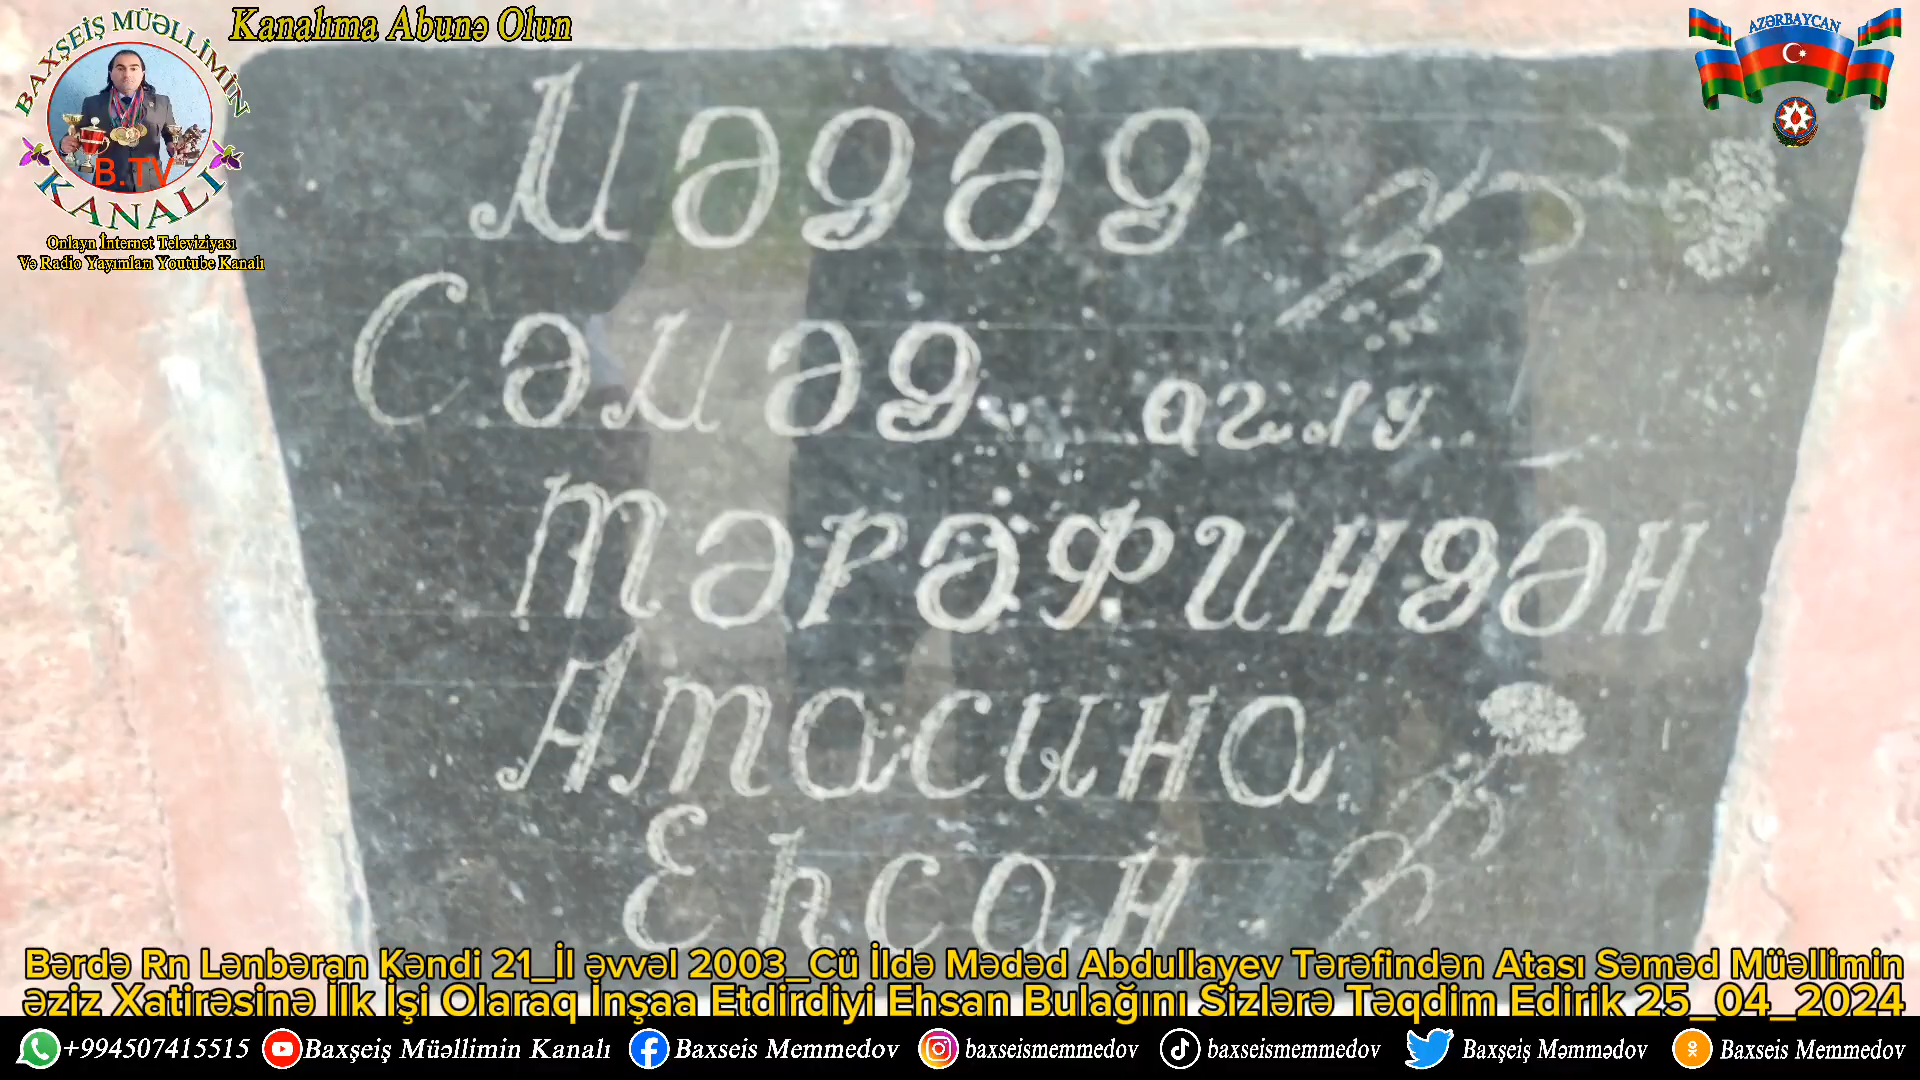 Kanalıma Abunə Olun
BAXŞEİŞ MÜƏLLİMİN
B.TV
KANALI
Onlayn İnternet Televiziyası
Və Radio Yayımları Youtube Kanalı
AZƏRBAYCAN
Мәдәд
Сәмәд оғлу
тәрәфиндән
Атасина
Еһсан
Bərdə Rn Lənbəran Kəndi 21_İl əvvəl 2003_Cü İldə Mədəd Abdullayev Tərəfindən Atası Səməd Müəllimin
əziz Xatirəsinə İlk İşi Olaraq İnşaa Etdirdiyi Ehsan Bulağını Sizlərə Təqdim Edirik 25_04_2024
+994507415515 Baxşeiş Müəllimin Kanalı Baxseis Memmedov baxseismemmedov baxseismemmedov Baxşeiş Məmmədov Baxseis Memmedov